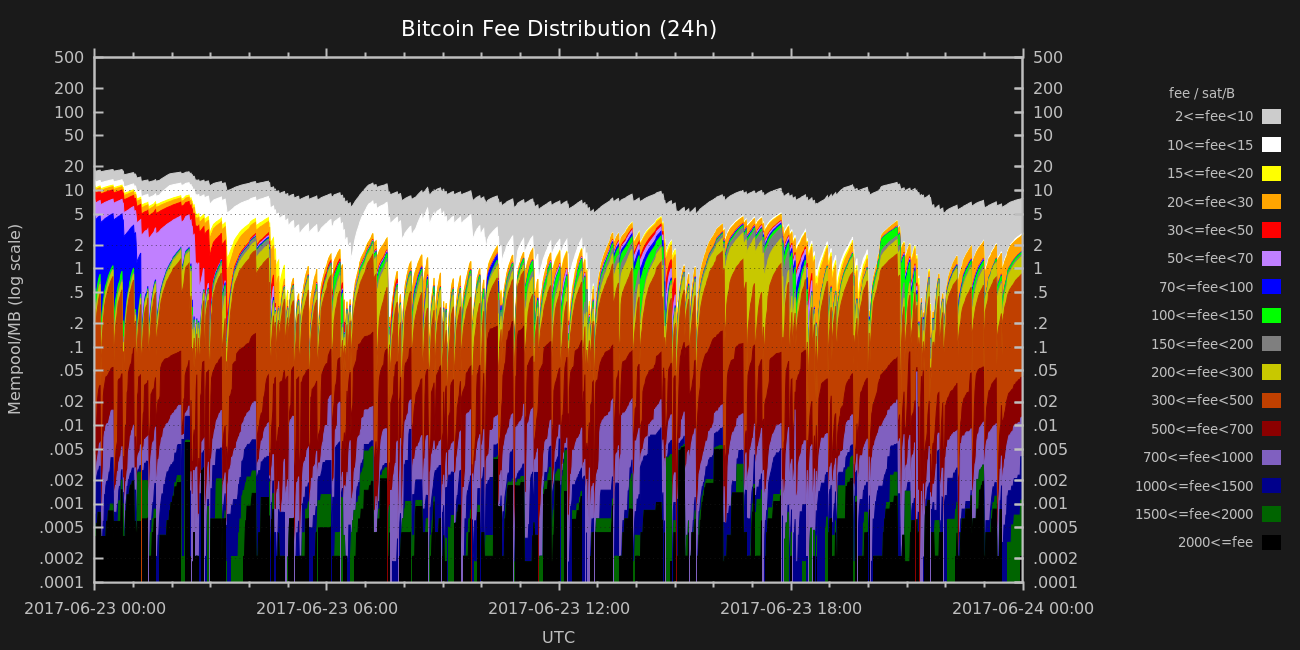 Bitcoin Fee Distribution (24h)
500
200
100
50
20
10
5
2
1
.5
.2
.1
.05
.02
.01
.005
.002
.001
.0005
.0002
.0001
Mempool/MB (log scale)
500
200
100
50
20
10
5
2
1
.5
.2
.1
.05
.02
.01
.005
.002
.001
.0005
.0002
.0001
2017-06-23 00:00
2017-06-23 06:00
2017-06-23 12:00
2017-06-23 18:00
2017-06-24 00:00
UTC
fee / sat/B
2<=fee<10
10<=fee<15
15<=fee<20
20<=fee<30
30<=fee<50
50<=fee<70
70<=fee<100
100<=fee<150
150<=fee<200
200<=fee<300
300<=fee<500
500<=fee<700
700<=fee<1000
1000<=fee<1500
1500<=fee<2000
2000<=fee